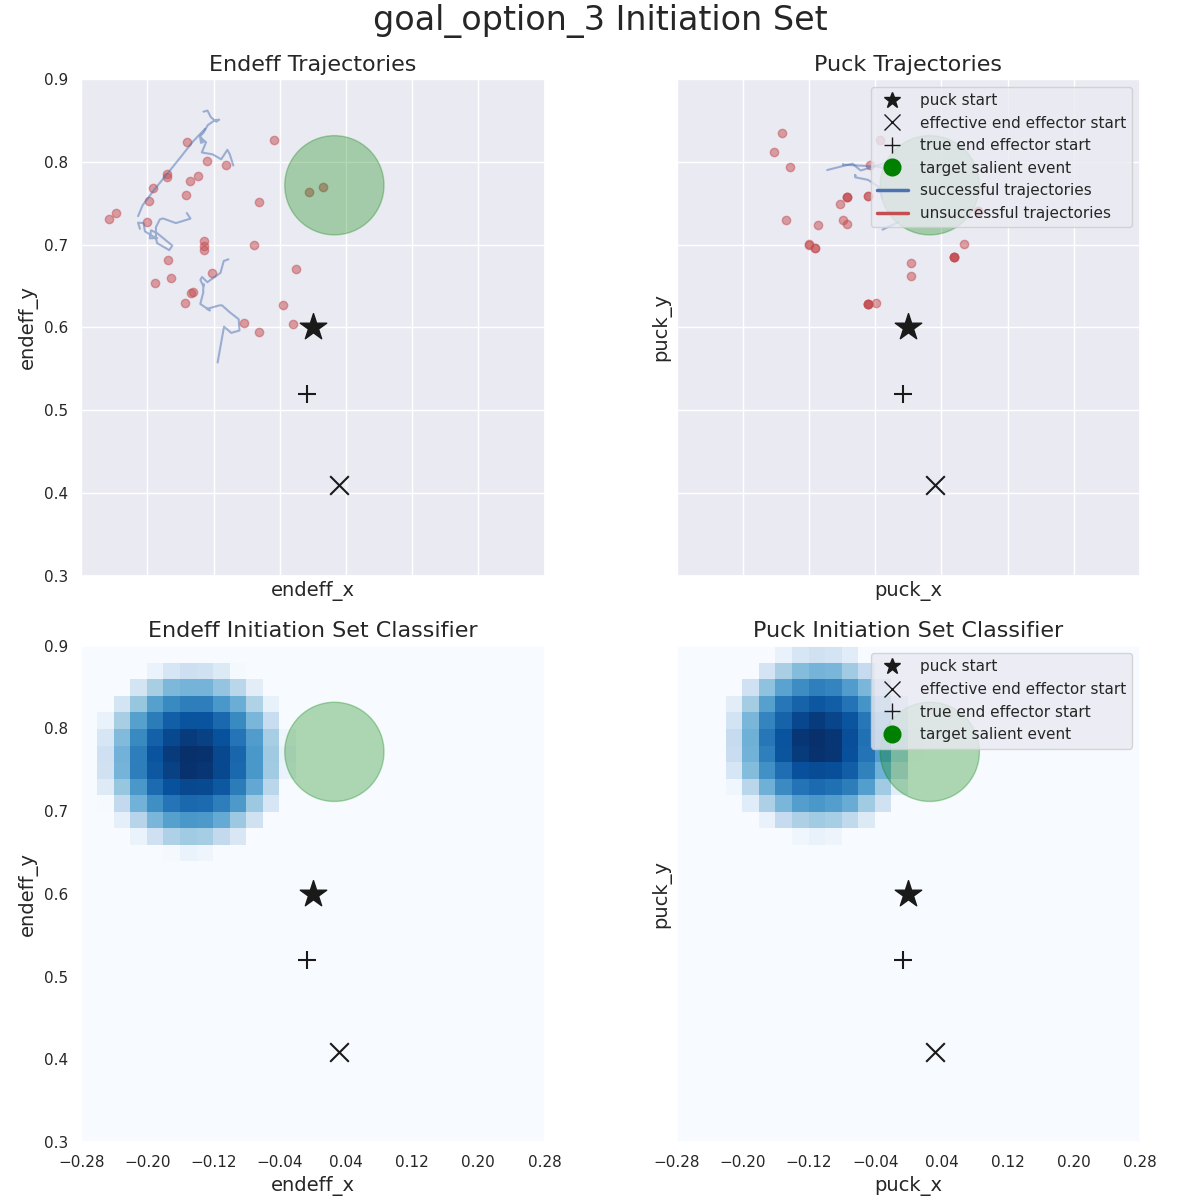 goal_option_3 Initiation Set
Endeff Trajectories
endeff_y
0.9
0.8
0.7
0.6
0.5
0.4
0.3
endeff_x
Puck Trajectories
puck start
effective end effector start
true end effector start
target salient event
successful trajectories
unsuccessful trajectories
puck_y
puck_x
Endeff Initiation Set Classifier
endeff_y
0.9
0.8
0.7
0.6
0.5
0.4
0.3
−0.28 −0.20 −0.12 −0.04 0.04 0.12 0.20 0.28
endeff_x
Puck Initiation Set Classifier
puck start
effective end effector start
true end effector start
target salient event
puck_y
−0.28 −0.20 −0.12 −0.04 0.04 0.12 0.20 0.28
puck_x